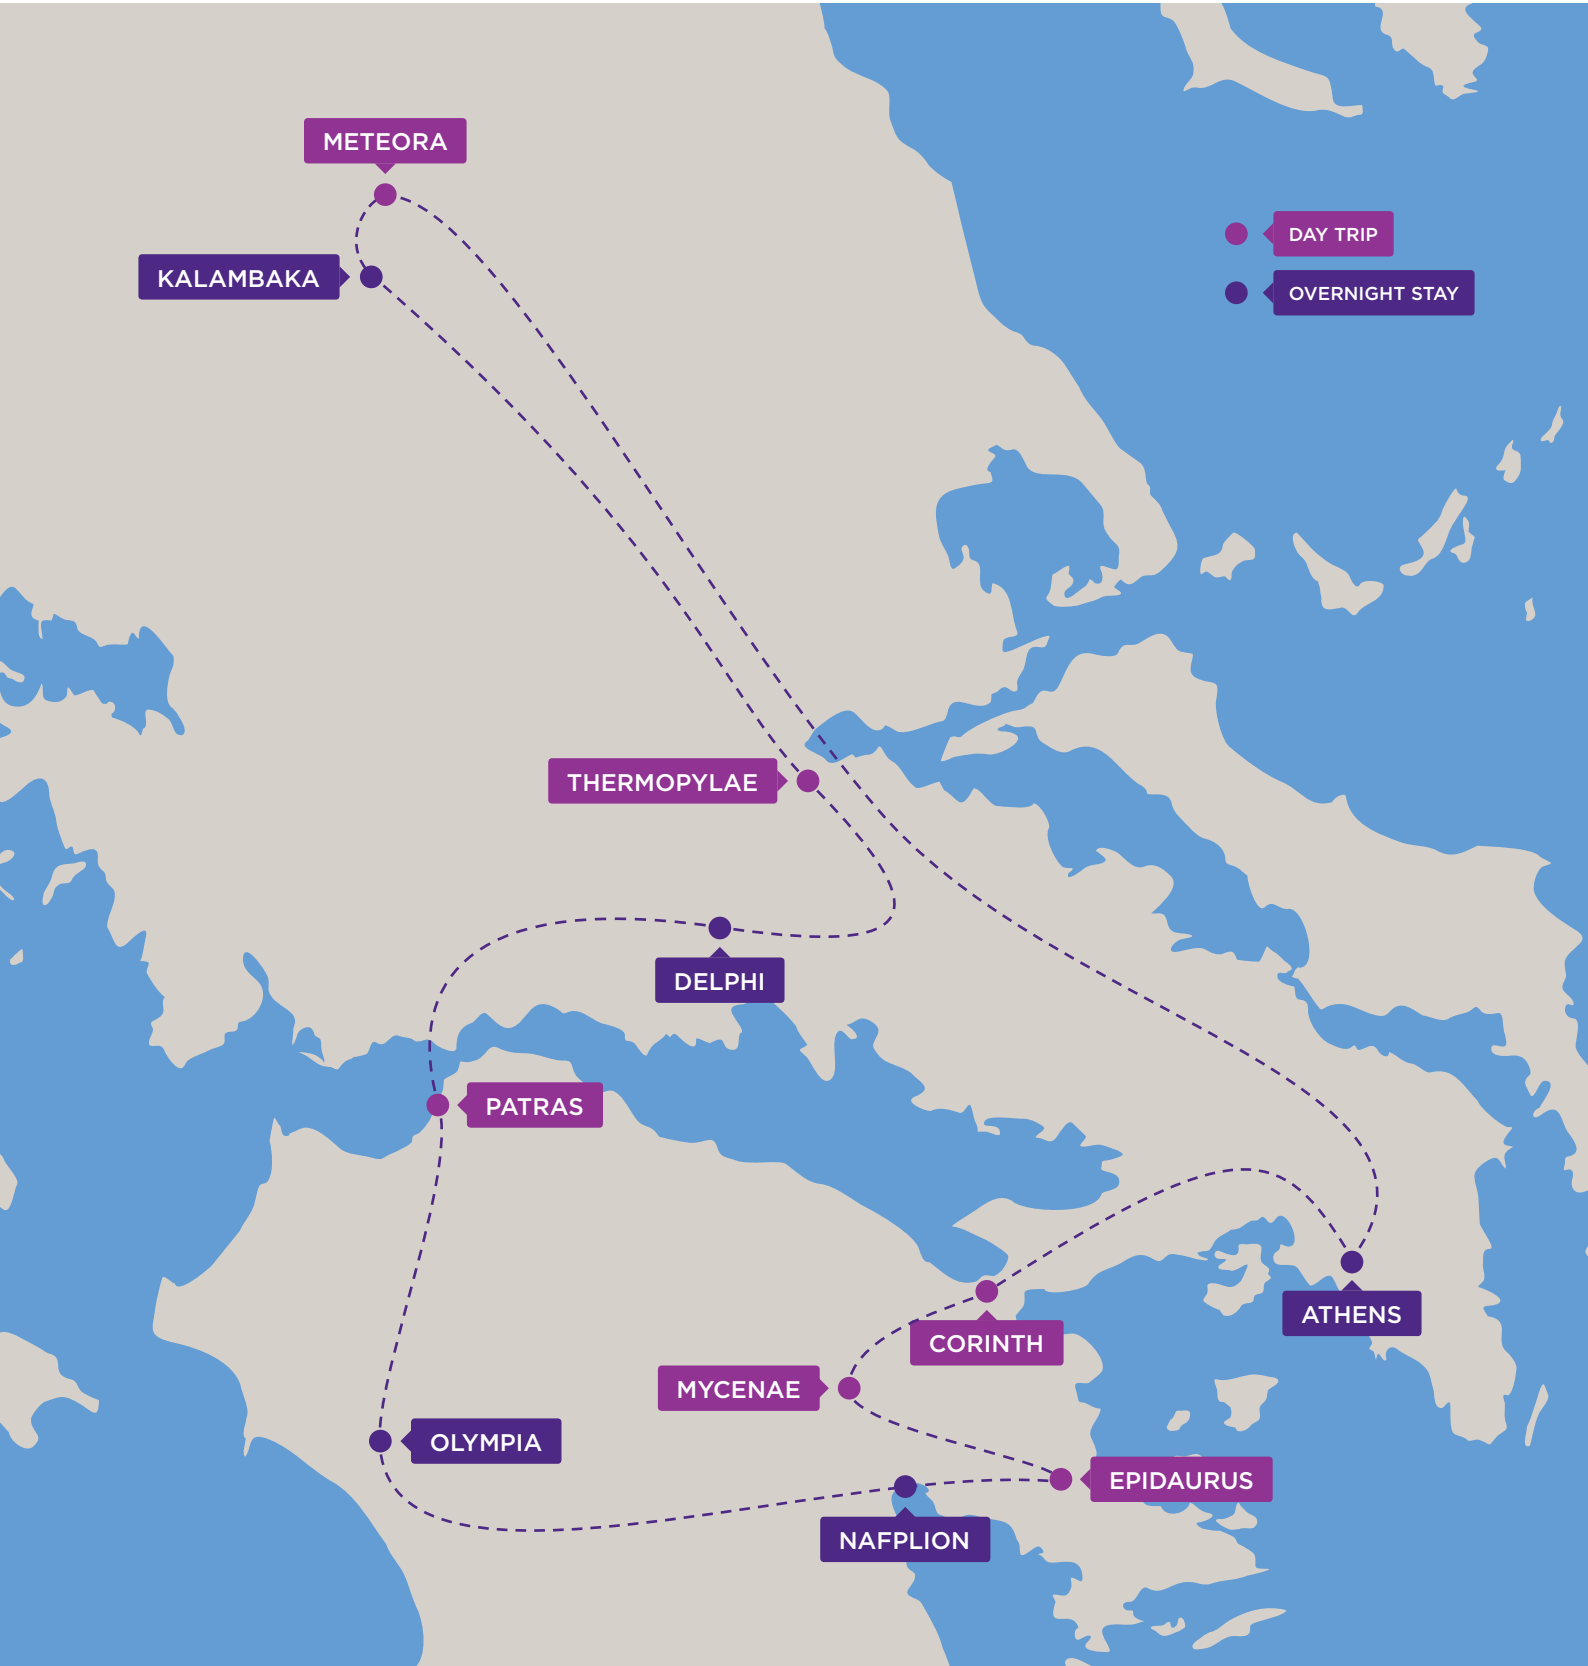 METEORA
DAY TRIP
KALAMBAKA
OVERNIGHT STAY
THERMOPYLAE
DELPHI
PATRAS
ATHENS
CORINTH
MYCENAE
OLYMPIA
EPIDAURUS
NAFPLION